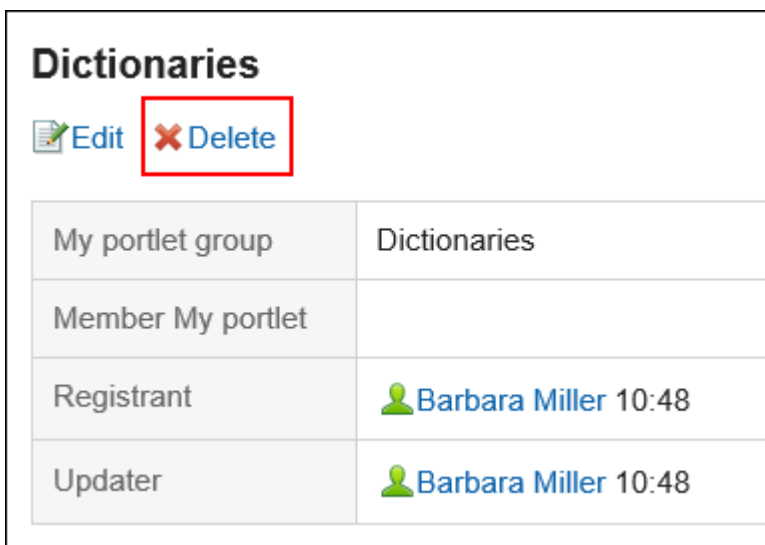 Dictionaries
Edit Delete
My portlet group Dictionaries
Member My portlet
Registrant Barbara Miller 10:48
Updater Barbara Miller 10:48